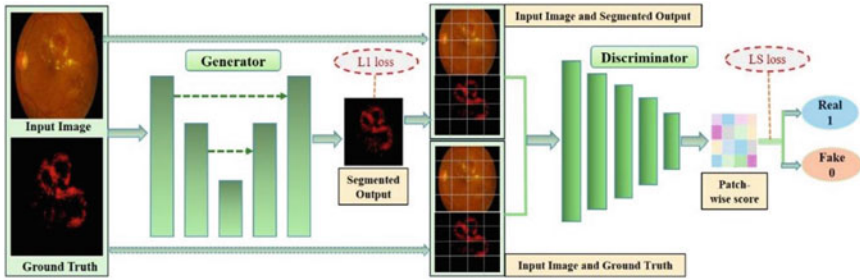 Input Image
Ground Truth
Generator
L1 loss
Segmented
Output
Input Image and Segmented Output
Input Image and Ground Truth
Discriminator
LS loss
Patch-
wise score
Real
1
Fake
0